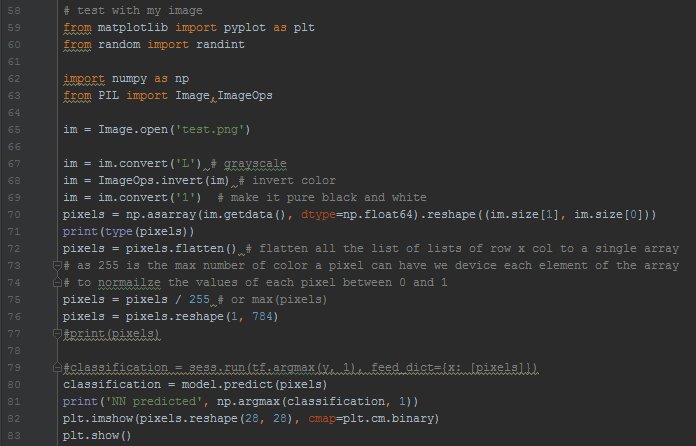 58 # test with my image
59 from matplotlib import pyplot as plt
60 from random import randint
61
62 import numpy as np
63 from PIL import Image,ImageOps
64
65 im = Image.open('test.png')
66
67 im = im.convert('L') # grayscale
68 im = ImageOps.invert(im) # invert color
69 im = im.convert('1')  # make it pure black and white
70 pixels = np.asarray(im.getdata(), dtype=np.float64).reshape((im.size[1], im.size[0]))
71 print(type(pixels))
72 pixels = pixels.flatten() # flatten all the list of lists of row x col to a single array
73 # as 255 is the max number of color a pixel can have we device each element of the array
74 # to normailze the values of each pixel between 0 and 1
75 pixels = pixels / 255 # or max(pixels)
76 pixels = pixels.reshape(1, 784)
77 #print(pixels)
78
79 #classification = sess.run(tf.argmax(y, 1), feed_dict={x: [pixels]})
80 classification = model.predict(pixels)
81 print('NN predicted', np.argmax(classification, 1))
82 plt.imshow(pixels.reshape(28, 28), cmap=plt.cm.binary)
83 plt.show()